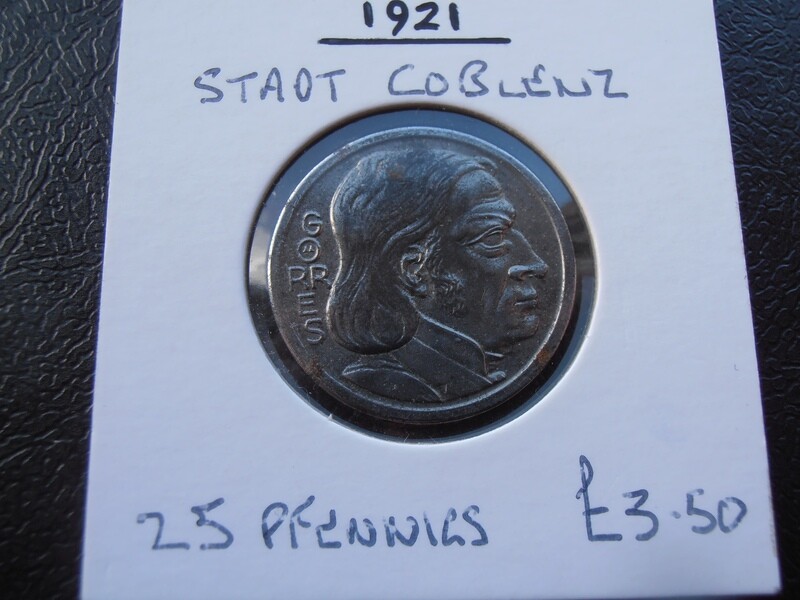 1921
STADT COBLENZ
GÖRRES
25 PFENNIGS £3.50